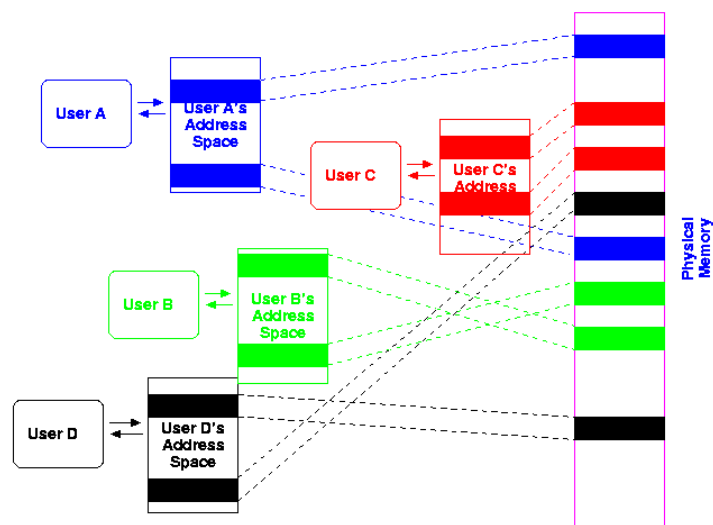 User A
User A's
Address
Space
User C
User C's
Address
Physical
Memory
User B
User B's
Address
Space
User D
User D's
Address
Space